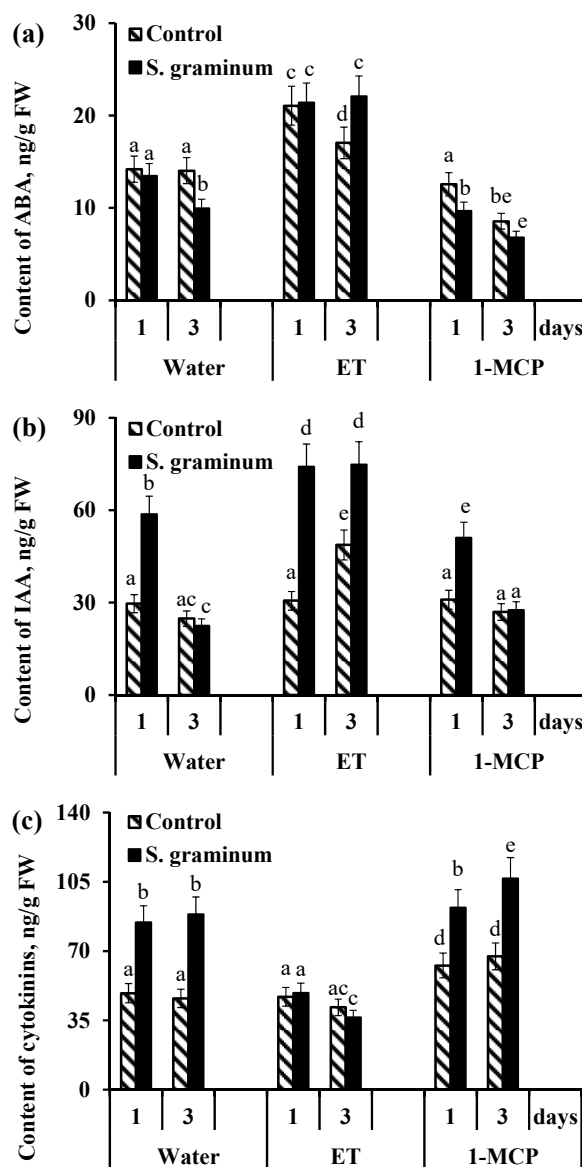 (a)
Content of ABA, ng/g FW
30
20
10
0
Control
S. graminum
a a a b c c d c a b be e
1 3 1 3 1 3 days
Water ET 1-MCP
(b)
Content of IAA, ng/g FW
90
60
30
0
Control
S. graminum
a b ac c a d e d a e a a
1 3 1 3 1 3 days
Water ET 1-MCP
(c)
Content of cytokinins, ng/g FW
140
105
70
35
0
Control
S. graminum
a b a b a a ac c d b d e
1 3 1 3 1 3 days
Water ET 1-MCP